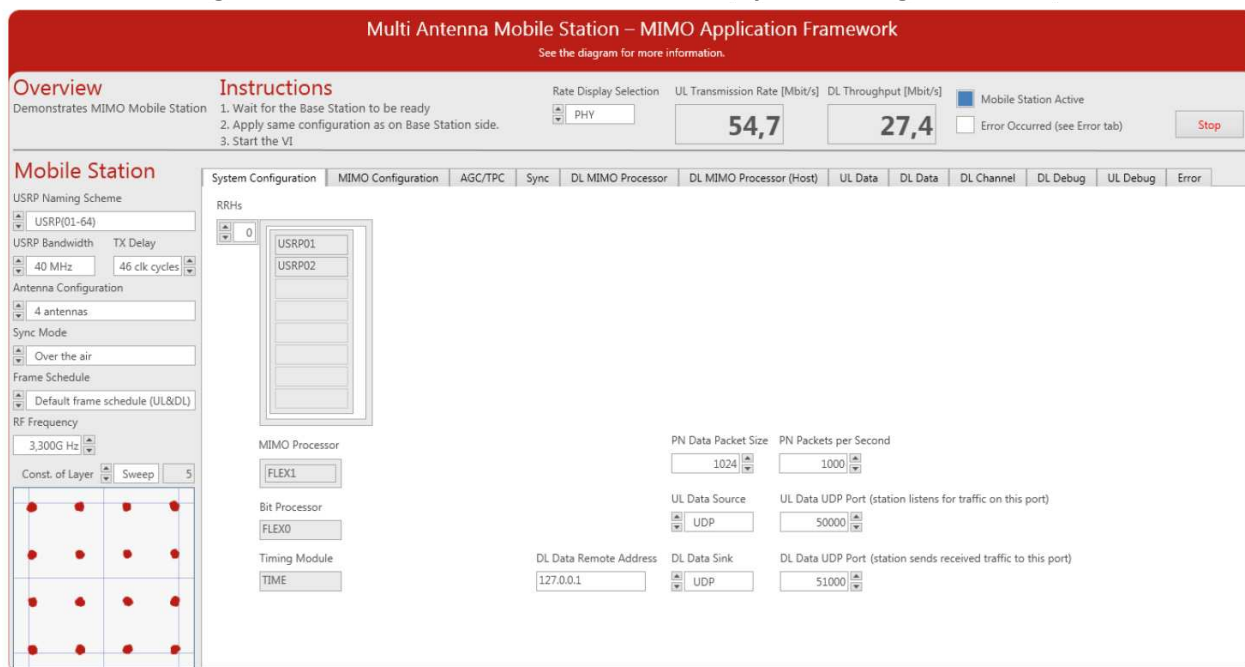 Multi Antenna Mobile Station – MIMO Application Framework
See the diagram for more information.
Overview
Demonstrates MIMO Mobile Station
Instructions
1. Wait for the Base Station to be ready
2. Apply same configuration as on Base Station side.
3. Start the VI
Rate Display Selection
PHY
UL Transmission Rate [Mbit/s]
54,7
DL Throughput [Mbit/s]
27,4
Mobile Station Active
Error Occurred (see Error tab)
Stop
Mobile Station
USRP Naming Scheme
USRP(01-64)
USRP Bandwidth TX Delay
40 MHz 46 clk cycles
Antenna Configuration
4 antennas
Sync Mode
Over the air
Frame Schedule
Default frame schedule (UL&DL)
RF Frequency
3,300G Hz
Const. of Layer Sweep 5
System Configuration MIMO Configuration AGC/TPC Sync DL MIMO Processor DL MIMO Processor (Host) UL Data DL Data DL Channel DL Debug UL Debug Error
RRHs
0
USRP01
USRP02
MIMO Processor
FLEX1
Bit Processor
FLEX0
Timing Module
TIME
PN Data Packet Size PN Packets per Second
1024 1000
UL Data Source UL Data UDP Port (station listens for traffic on this port)
UDP 50000
DL Data Remote Address DL Data Sink DL Data UDP Port (station sends received traffic to this port)
127.0.0.1 UDP 51000